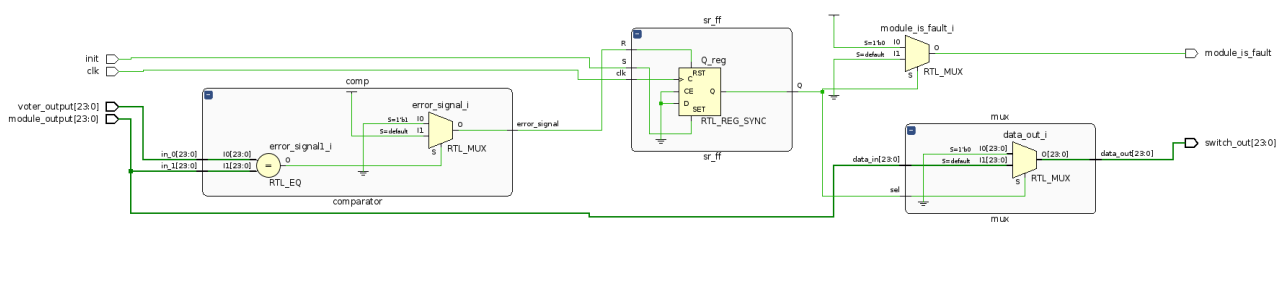 sr_ff
module_is_fault_i
init
clk
R
S
clk
Q_reg
RST
C
CE
D
Q
SET
RTL_REG_SYNC
sr_ff
Q
S=1'b0
I0
S=default
I1
O
S
RTL_MUX
module_is_fault
comp
voter_output[23:0]
module_output[23:0]
in_0[23:0]
in_1[23:0]
error_signal1_i
I0[23:0]
I1[23:0]
=
O
RTL_EQ
error_signal_i
S=1'b1
I0
S=default
I1
O
S
RTL_MUX
error_signal
comparator
mux
data_out_i
data_in[23:0]
sel
S=1'b0
I0[23:0]
S=default
I1[23:0]
O[23:0]
S
RTL_MUX
data_out[23:0]
switch_out[23:0]
mux